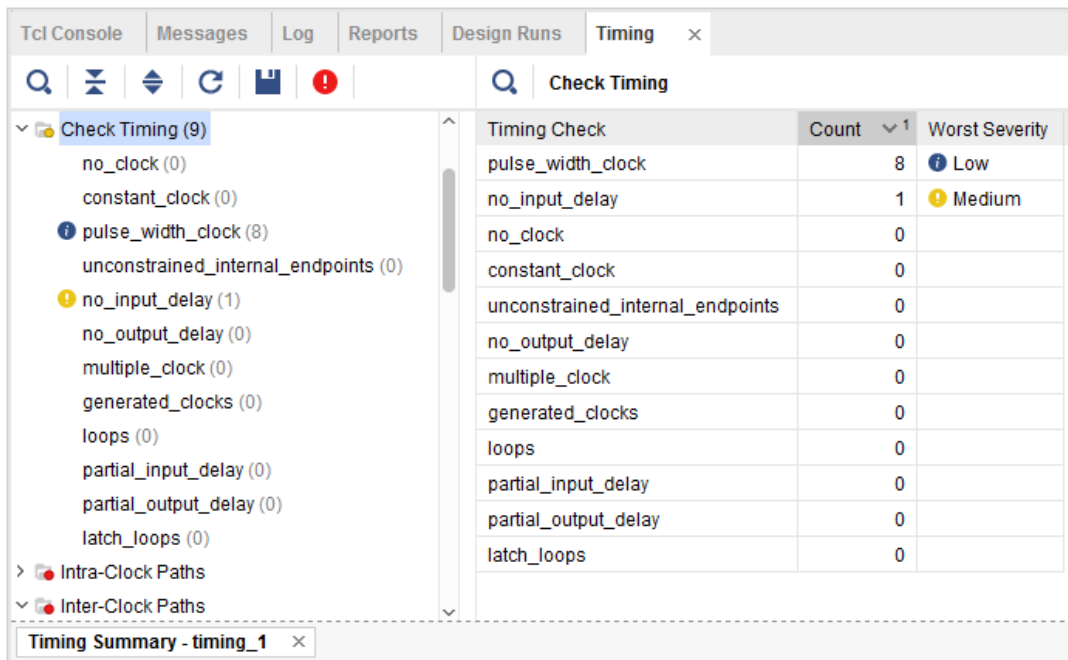 Tcl Console Messages Log Reports Design Runs Timing ×
Check Timing
Check Timing (9)
no_clock (0)
constant_clock (0)
pulse_width_clock (8)
unconstrained_internal_endpoints (0)
no_input_delay (1)
no_output_delay (0)
multiple_clock (0)
generated_clocks (0)
loops (0)
partial_input_delay (0)
partial_output_delay (0)
latch_loops (0)
Intra-Clock Paths
Inter-Clock Paths
Timing Check Count 1 Worst Severity
pulse_width_clock 8 Low
no_input_delay 1 Medium
no_clock 0
constant_clock 0
unconstrained_internal_endpoints 0
no_output_delay 0
multiple_clock 0
generated_clocks 0
loops 0
partial_input_delay 0
partial_output_delay 0
latch_loops 0
Timing Summary - timing_1 ×